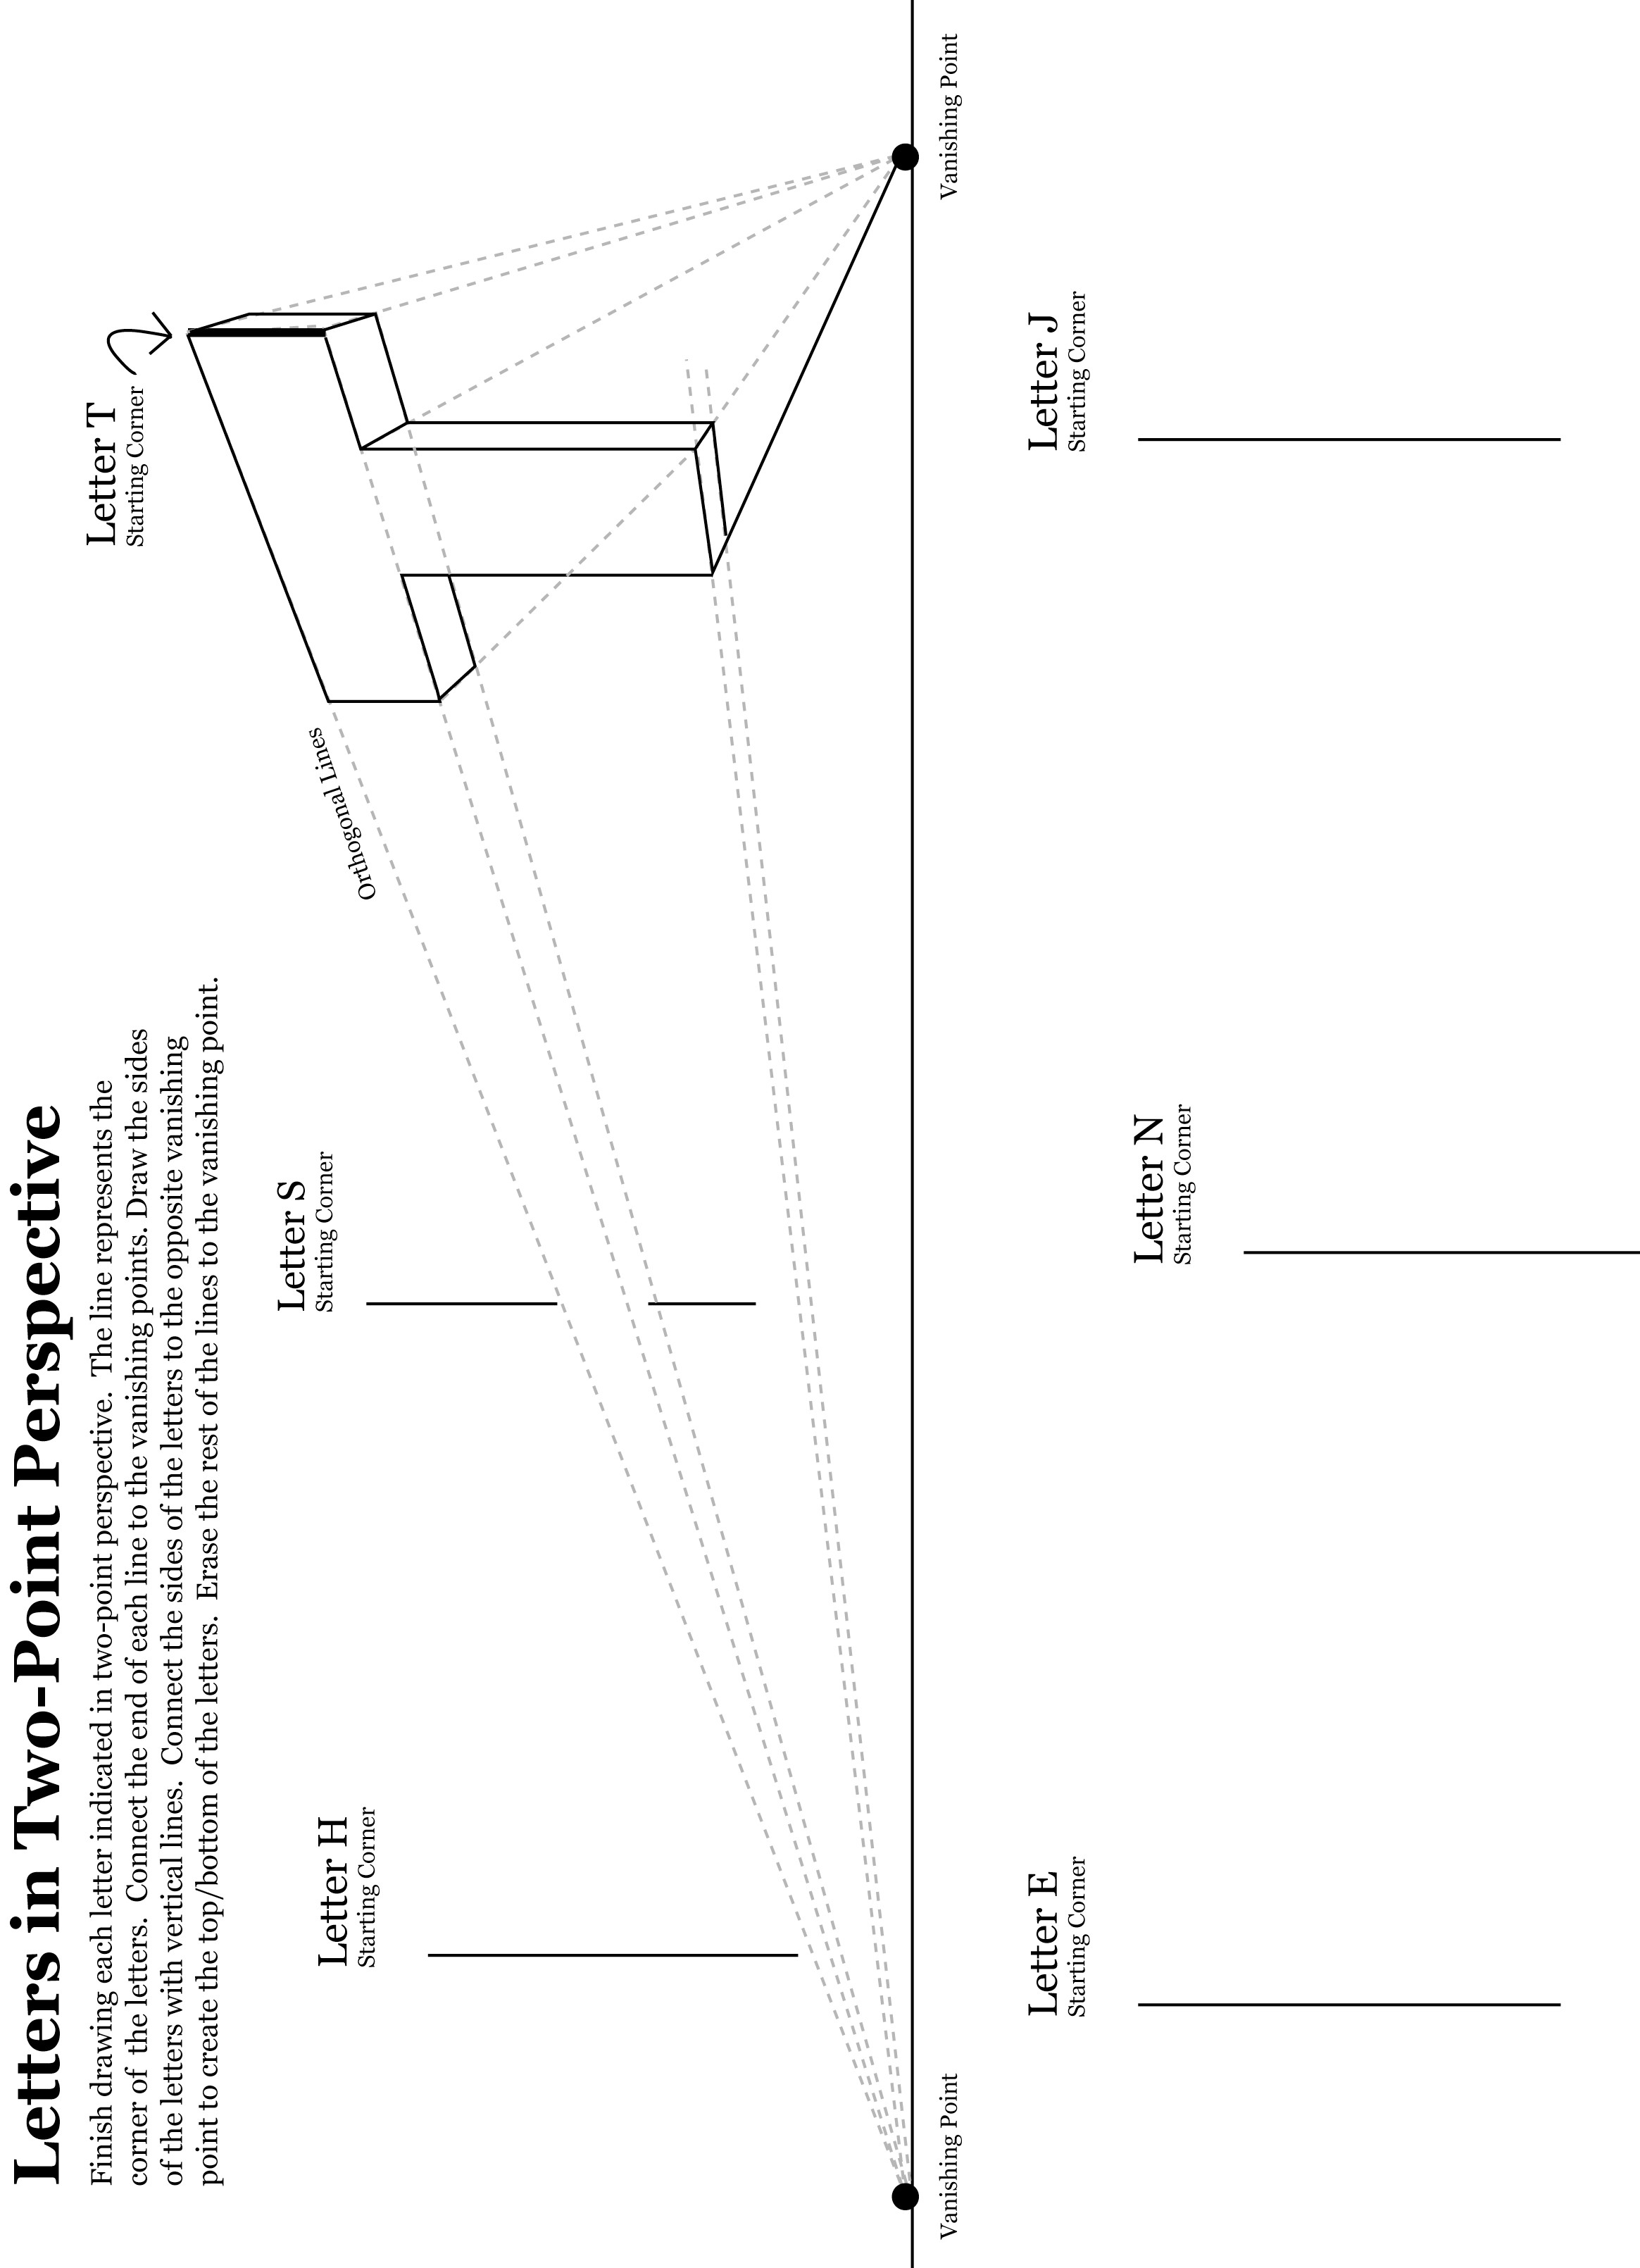 Letters in Two-Point Perspective
Finish drawing each letter indicated in two-point perspective. The line represents the
corner of the letters. Connect the end of each line to the vanishing points. Draw the sides
of the letters with vertical lines. Connect the sides of the letters to the opposite vanishing
point to create the top/bottom of the letters. Erase the rest of the lines to the vanishing point.
Letter T
Starting Corner
Letter S
Starting Corner
Letter H
Starting Corner
Orthogonal Lines
Vanishing Point
Vanishing Point
Letter E
Starting Corner
Letter N
Starting Corner
Letter J
Starting Corner